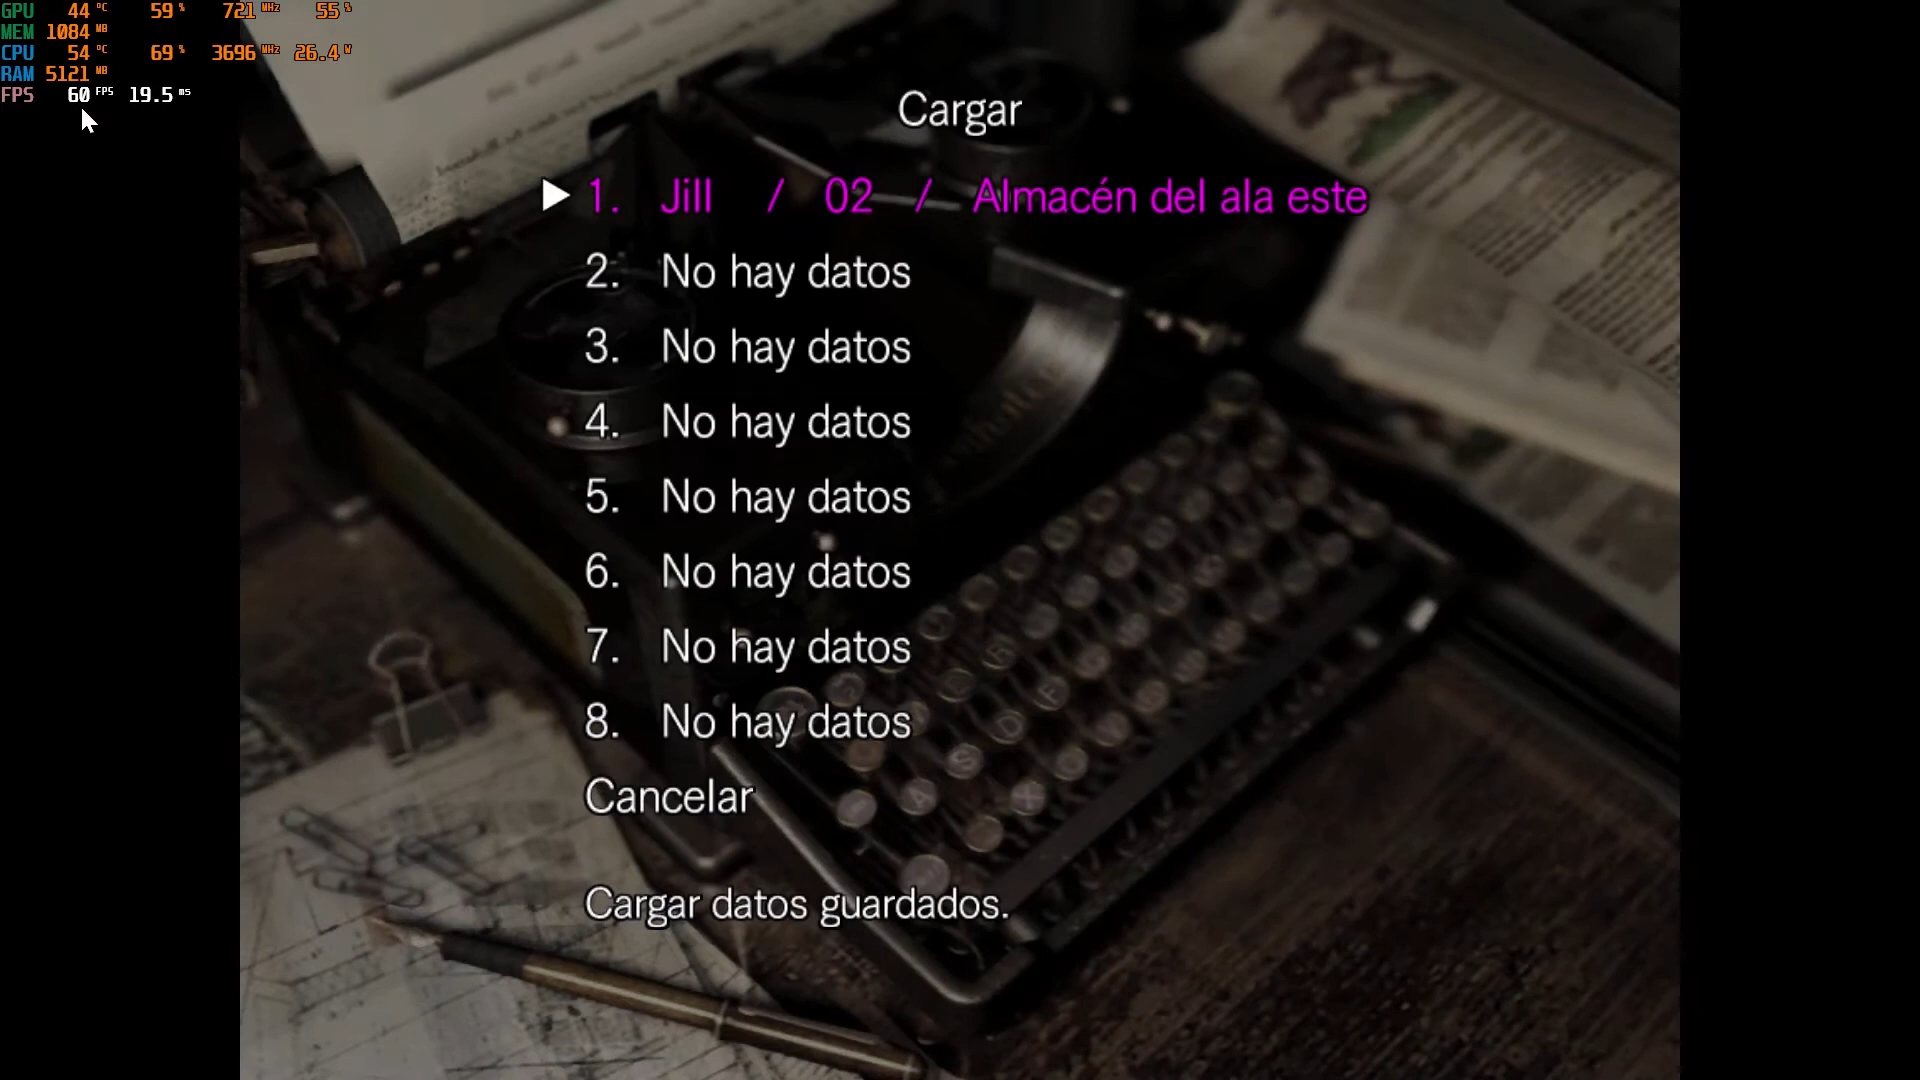 GPU 44 °C 59 % 721 MHz 55 %
MEM 1084 MB
CPU 54 °C 69 % 3696 MHz 26.4 W
RAM 5121 MB
FPS 60 FPS 19.5 ms
Cargar
1. Jill / 02 / Almacén del ala este
2. No hay datos
3. No hay datos
4. No hay datos
5. No hay datos
6. No hay datos
7. No hay datos
8. No hay datos
Cancelar
Cargar datos guardados.